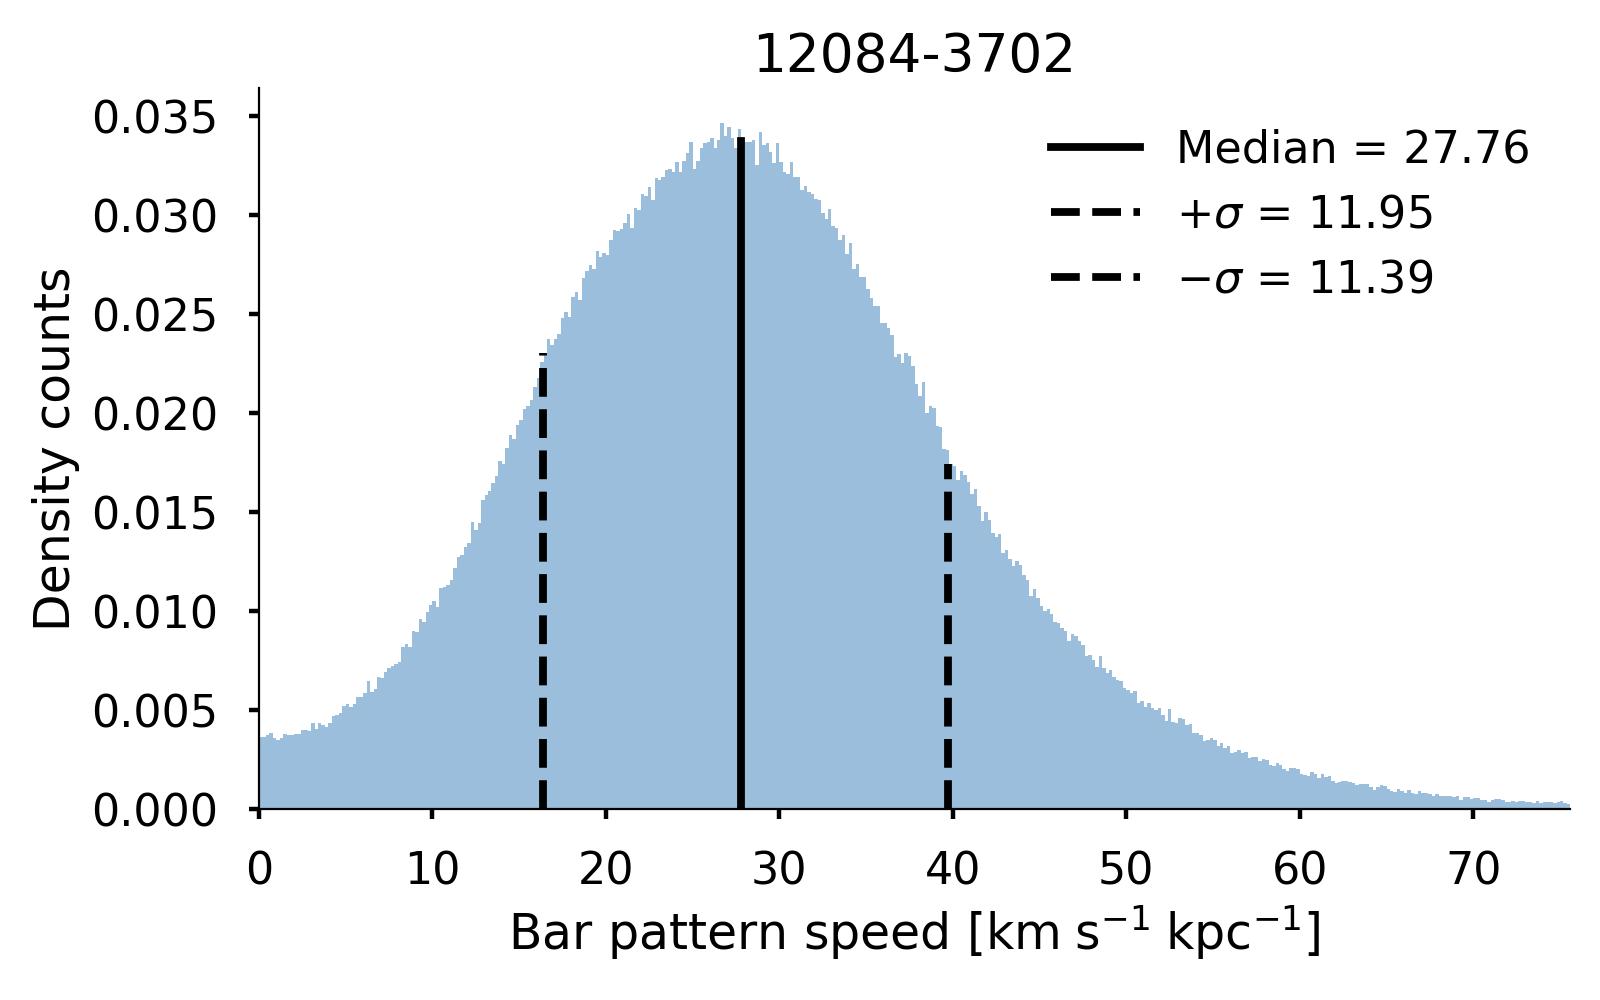 12084-3702
Median = 27.76
+σ = 11.95
−σ = 11.39
Density counts
0.035
0.030
0.025
0.020
0.015
0.010
0.005
0.000
0 10 20 30 40 50 60 70
Bar pattern speed [km s⁻¹ kpc⁻¹]